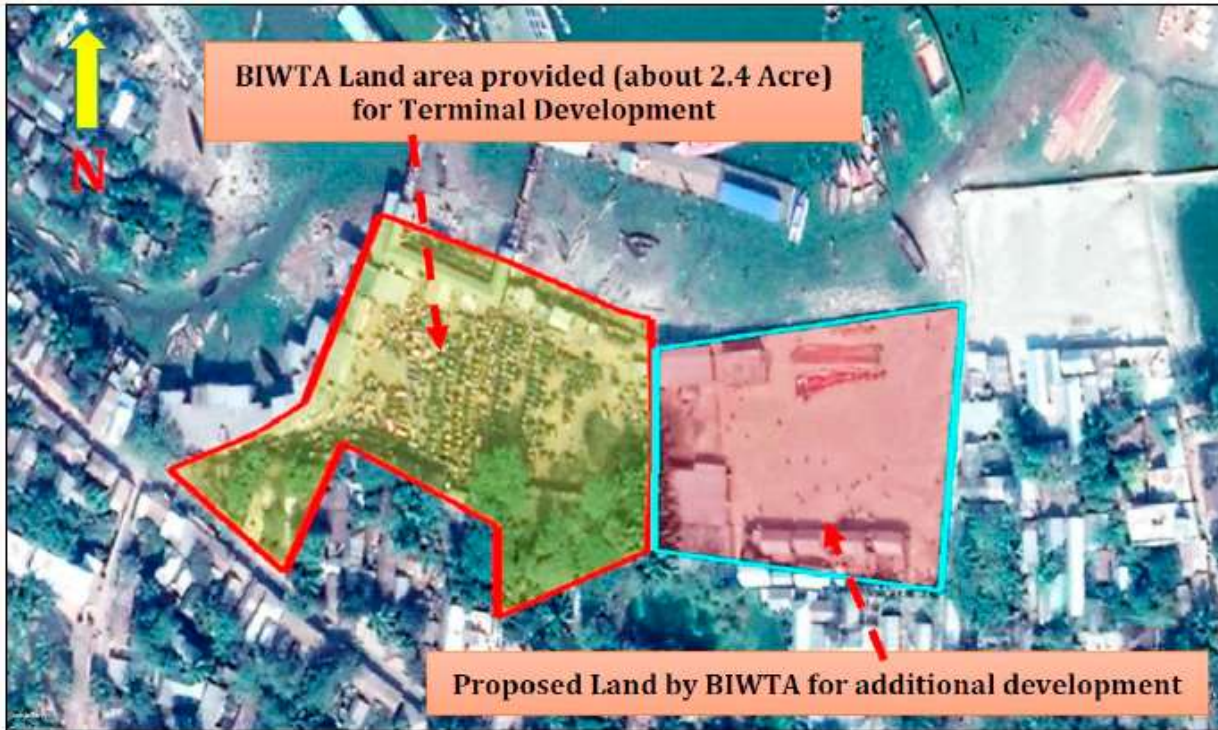 BIWTA Land area provided (about 2.4 Acre)
for Terminal Development
N
Proposed Land by BIWTA for additional development